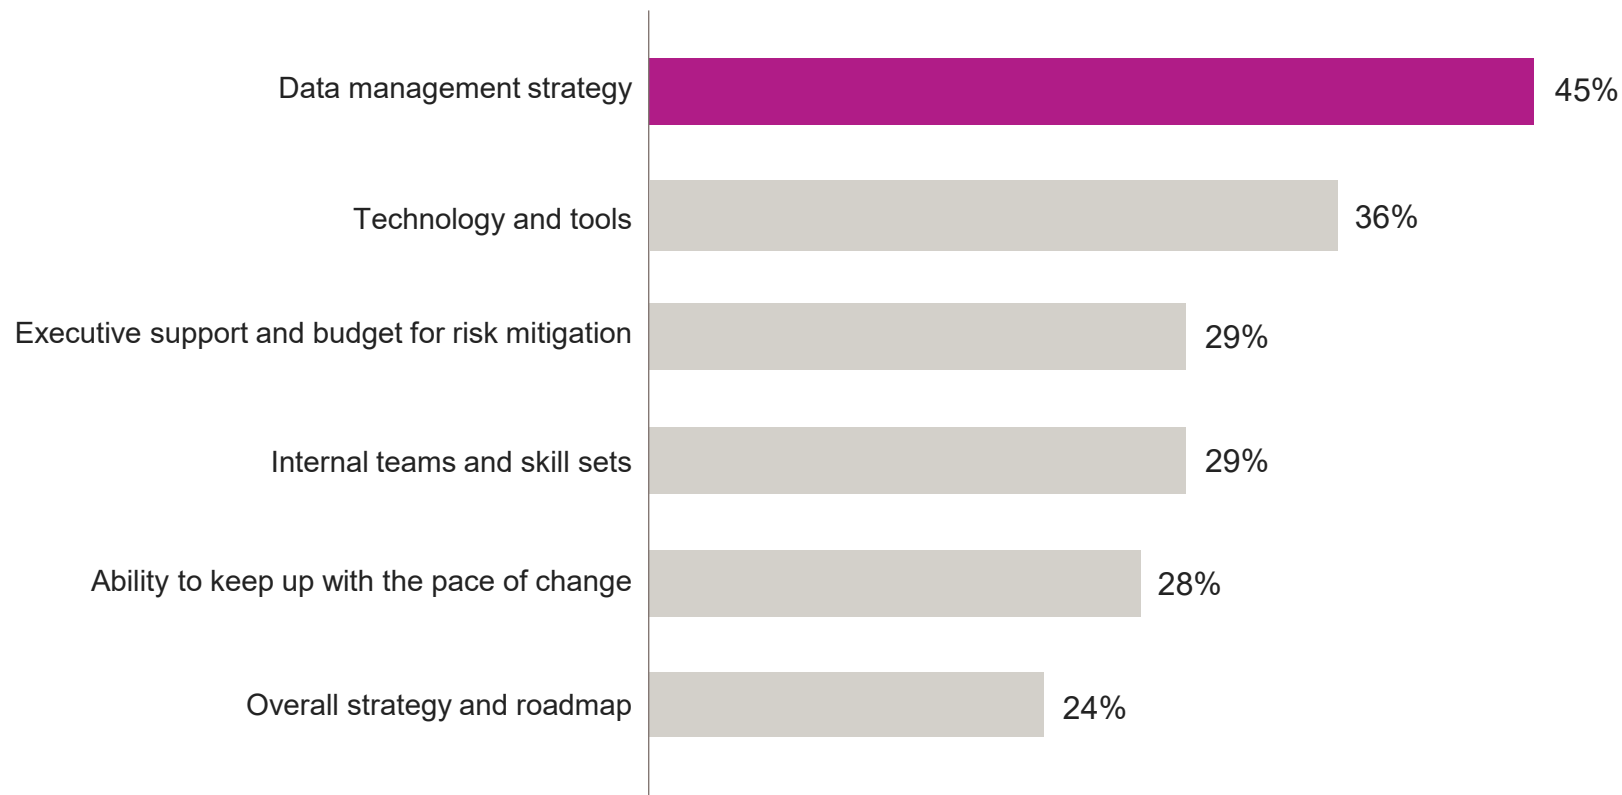 Data management strategy 45%
Technology and tools 36%
Executive support and budget for risk mitigation 29%
Internal teams and skill sets 29%
Ability to keep up with the pace of change 28%
Overall strategy and roadmap 24%